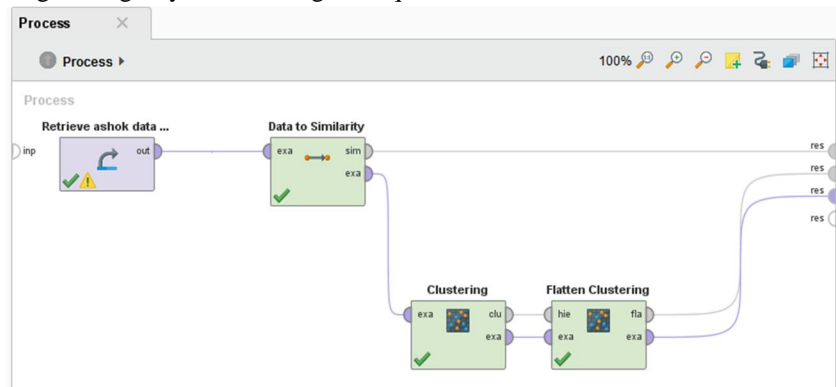 Process
Process
100%
Process
Retrieve ashok data ...
Data to Similarity
inp
out
exa
sim
exa
res
res
res
res
Clustering
Flatten Clustering
exa
clu
exa
hie
fla
exa
exa